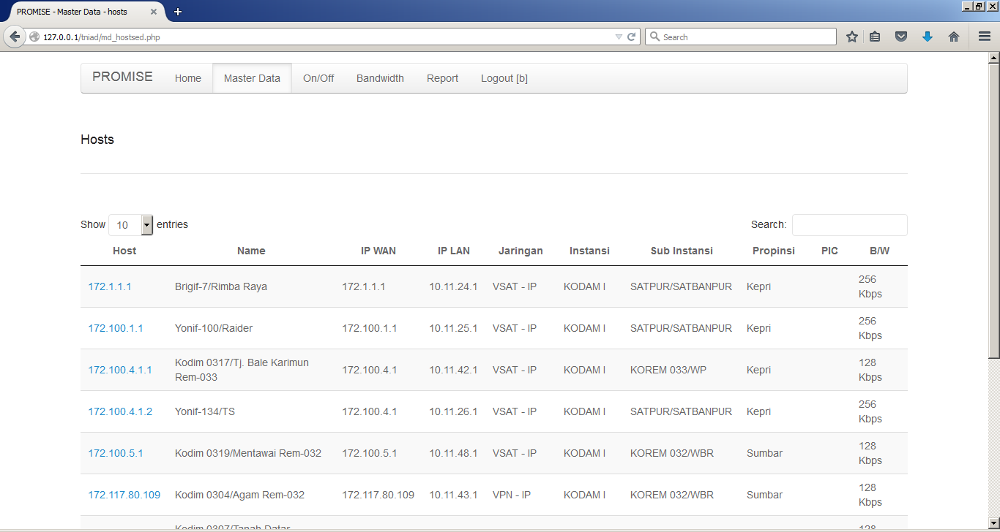 PROMISE - Master Data - hosts
127.0.0.1/tniad/md_hostsed.php
Search
PROMISE Home Master Data On/Off Bandwidth Report Logout [b]
Hosts
Show 10 entries
Search:
Host Name IP WAN IP LAN Jaringan Instansi Sub Instansi Propinsi PIC B/W
172.1.1.1 Brigif-7/Rimba Raya 172.1.1.1 10.11.24.1 VSAT - IP KODAM I SATPUR/SATBANPUR Kepri 256
Kbps
172.100.1.1 Yonif-100/Raider 172.100.1.1 10.11.25.1 VSAT - IP KODAM I SATPUR/SATBANPUR Kepri 256
Kbps
172.100.4.1.1 Kodim 0317/Tj. Bale Karimun 172.100.4.1 10.11.42.1 VSAT - IP KODAM I KOREM 033/WP Kepri 128
Rem-033 Kbps
172.100.4.1.2 Yonif-134/TS 172.100.4.1 10.11.26.1 VSAT - IP KODAM I SATPUR/SATBANPUR Kepri 256
Kbps
172.100.5.1 Kodim 0319/Mentawai Rem-032 172.100.5.1 10.11.48.1 VSAT - IP KODAM I KOREM 032/WBR Sumbar 128
Kbps
172.117.80.109 Kodim 0304/Agam Rem-032 172.117.80.109 10.11.43.1 VPN - IP KODAM I KOREM 032/WBR Sumbar 128
Kbps
Kodim 0307/Tanah Datar 128